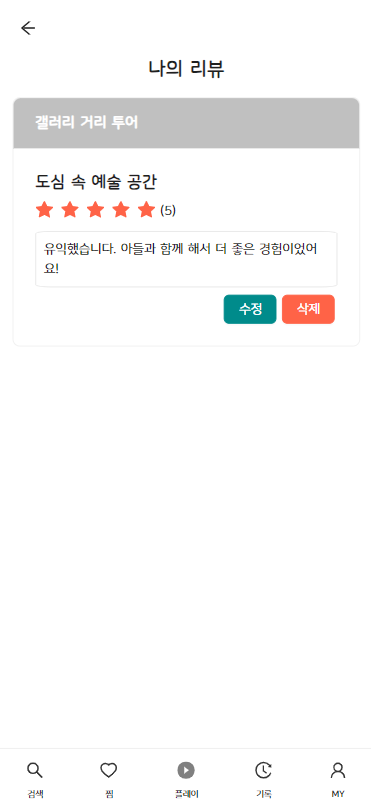 나의 리뷰
갤러리 거리 투어
도심 속 예술 공간
(5)
유익했습니다. 아들과 함께 해서 더 좋은 경험이었어
요!
수정 삭제
검색 찜 플레이 기록 MY